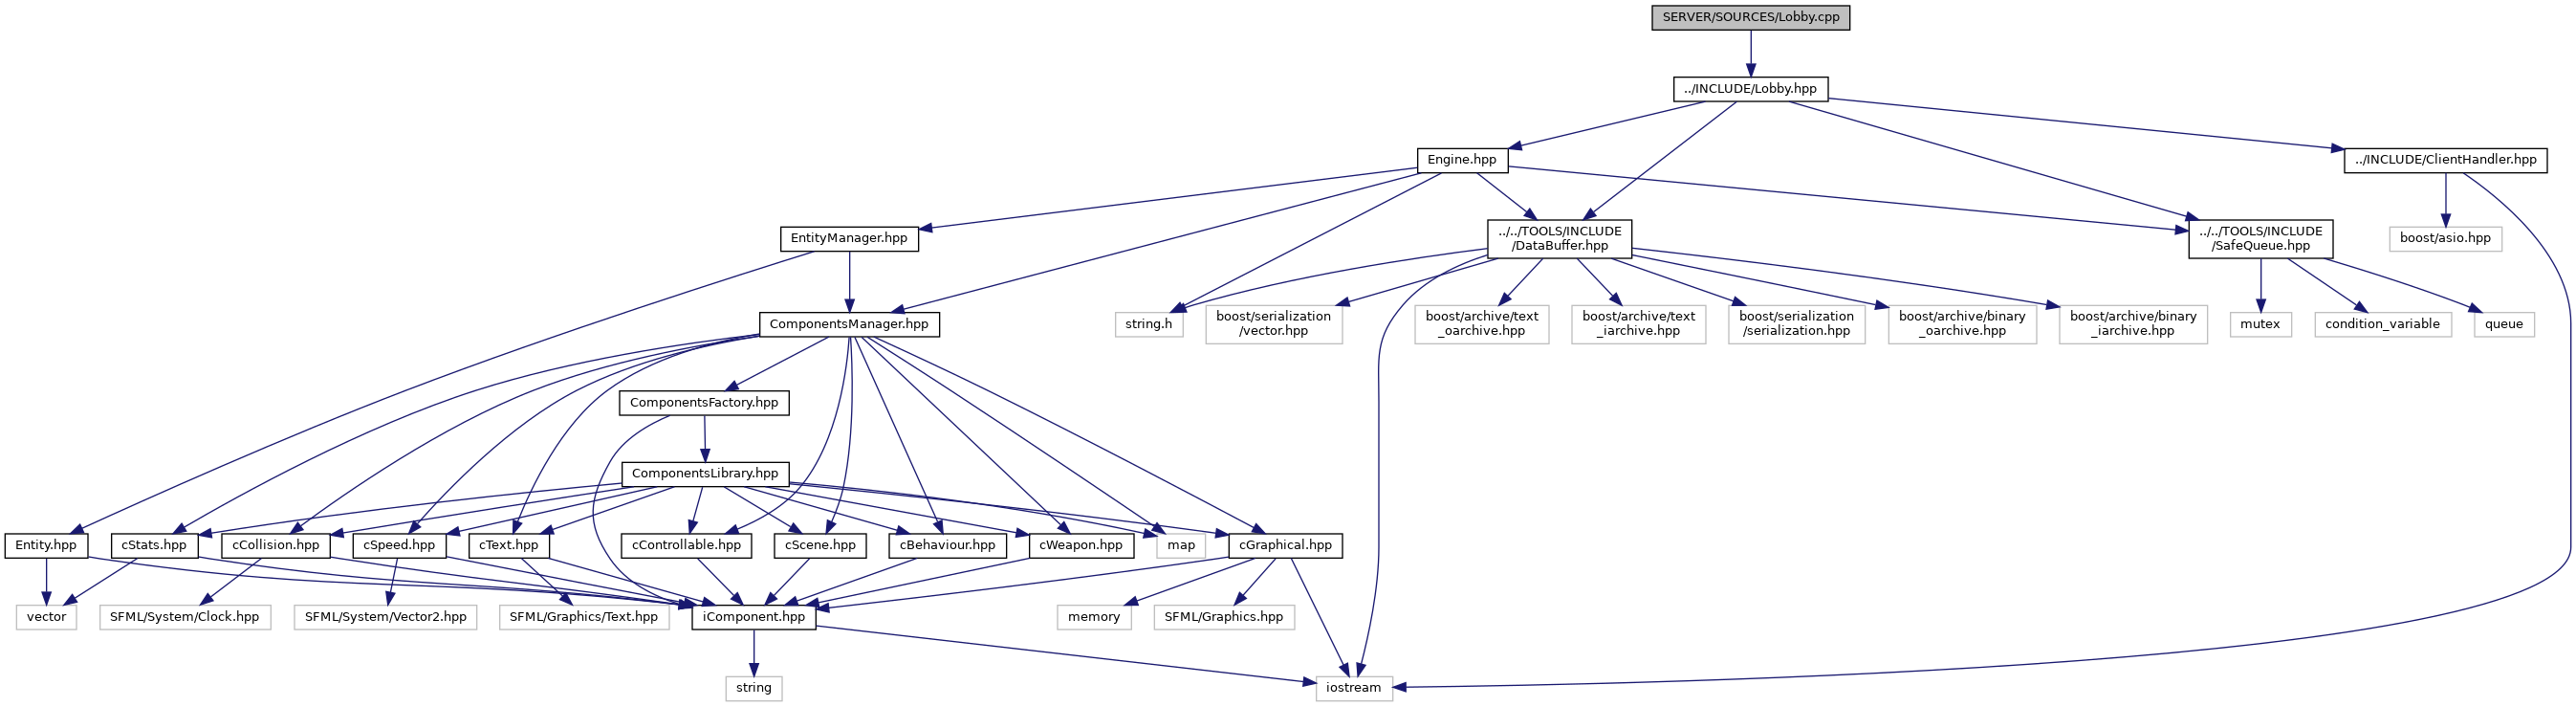 SERVER/SOURCES/Lobby.cpp
../INCLUDE/Lobby.hpp
Engine.hpp
../INCLUDE/ClientHandler.hpp
EntityManager.hpp
../../TOOLS/INCLUDE
/DataBuffer.hpp
../../TOOLS/INCLUDE
/SafeQueue.hpp
boost/asio.hpp
ComponentsManager.hpp
string.h
boost/serialization
/vector.hpp
boost/archive/text
_oarchive.hpp
boost/archive/text
_iarchive.hpp
boost/serialization
/serialization.hpp
boost/archive/binary
_oarchive.hpp
boost/archive/binary
_iarchive.hpp
mutex
condition_variable
queue
ComponentsFactory.hpp
ComponentsLibrary.hpp
Entity.hpp
cStats.hpp
cCollision.hpp
cSpeed.hpp
cText.hpp
cControllable.hpp
cScene.hpp
cBehaviour.hpp
cWeapon.hpp
map
cGraphical.hpp
vector
SFML/System/Clock.hpp
SFML/System/Vector2.hpp
SFML/Graphics/Text.hpp
iComponent.hpp
memory
SFML/Graphics.hpp
string
iostream